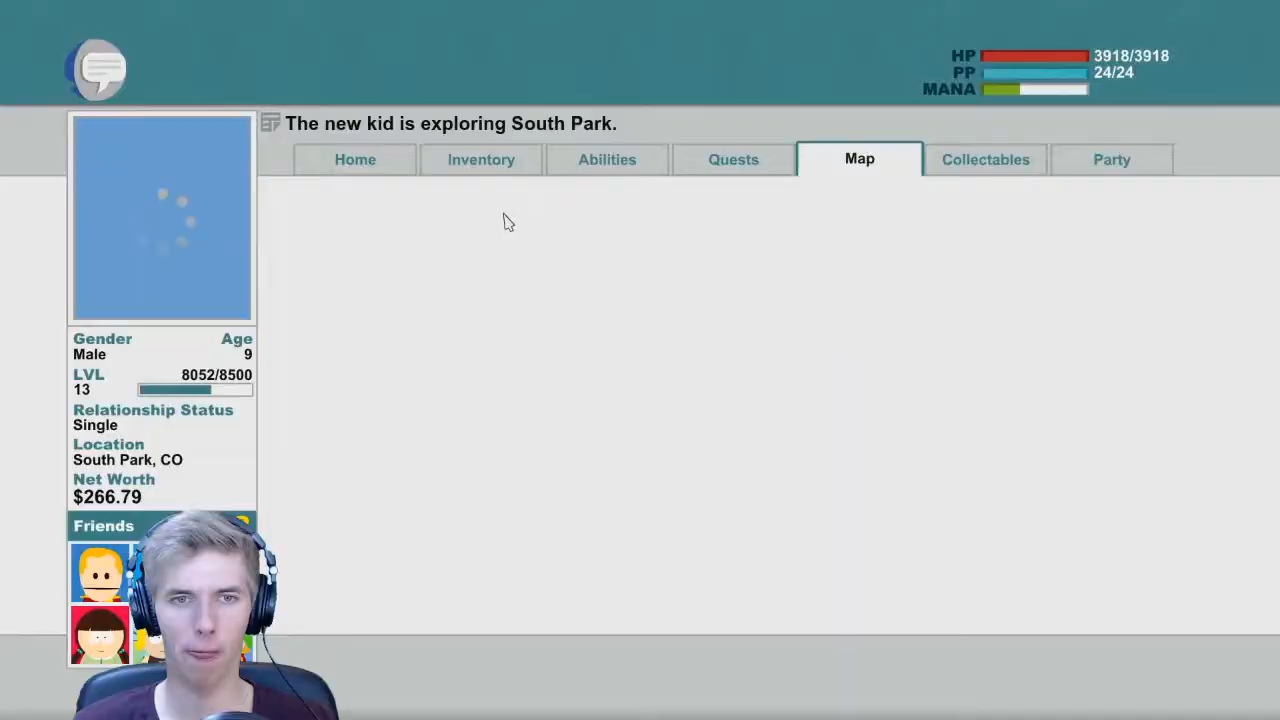 HP 3918/3918
PP 24/24
MANA
The new kid is exploring South Park.
Home Inventory Abilities Quests Map Collectables Party
Gender Age
Male 9
LVL 8052/8500
13
Relationship Status
Single
Location
South Park, CO
Net Worth
$266.79
Friends